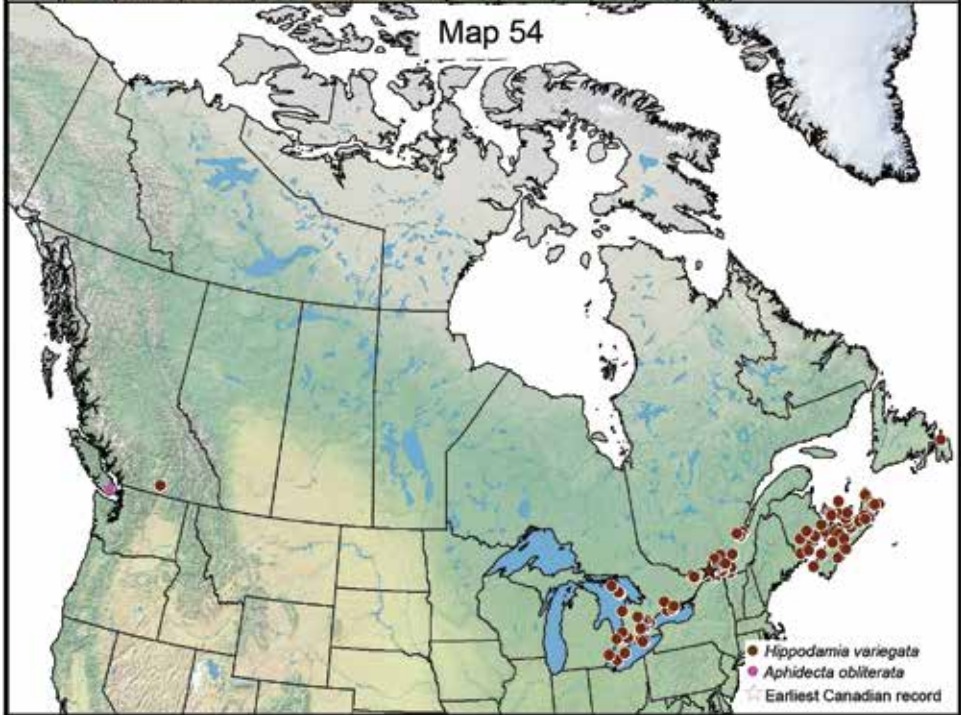 Map 54
Hippodamia variegata
Aphidecta obliterata
Earliest Canadian record